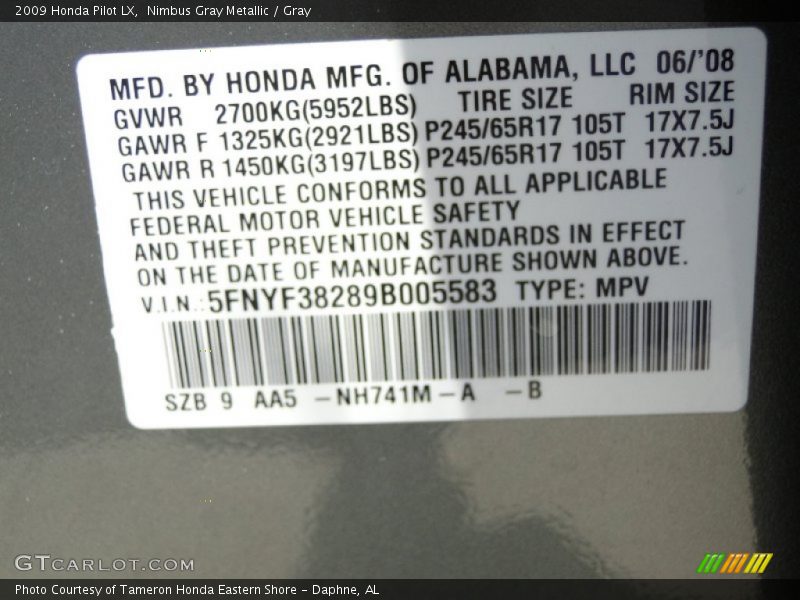 2009 Honda Pilot LX, Nimbus Gray Metallic / Gray
MFD. BY HONDA MFG. OF ALABAMA, LLC 06/'08
GVWR 2700KG(5952LBS) TIRE SIZE RIM SIZE
GAWR F 1325KG(2921LBS) P245/65R17 105T 17X7.5J
GAWR R 1450KG(3197LBS) P245/65R17 105T 17X7.5J
THIS VEHICLE CONFORMS TO ALL APPLICABLE
FEDERAL MOTOR VEHICLE SAFETY
AND THEFT PREVENTION STANDARDS IN EFFECT
ON THE DATE OF MANUFACTURE SHOWN ABOVE.
V.I.N.: 5FNYF38289B005583 TYPE: MPV
SZB 9 AA5 -NH741M-A -B
GTCARLOT.COM
Photo Courtesy of Tameron Honda Eastern Shore - Daphne, AL